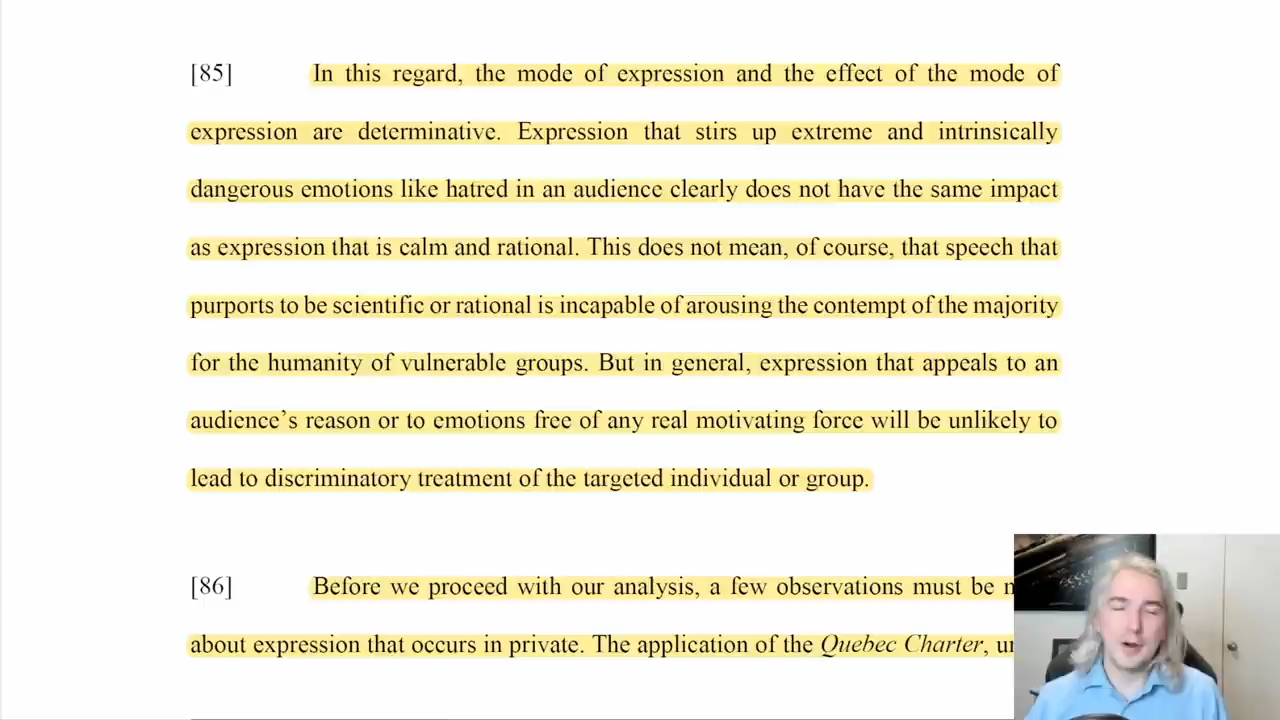 [85] In this regard, the mode of expression and the effect of the mode of
expression are determinative. Expression that stirs up extreme and intrinsically
dangerous emotions like hatred in an audience clearly does not have the same impact
as expression that is calm and rational. This does not mean, of course, that speech that
purports to be scientific or rational is incapable of arousing the contempt of the majority
for the humanity of vulnerable groups. But in general, expression that appeals to an
audience’s reason or to emotions free of any real motivating force will be unlikely to
lead to discriminatory treatment of the targeted individual or group.
[86] Before we proceed with our analysis, a few observations must be
about expression that occurs in private. The application of the Quebec Charter,